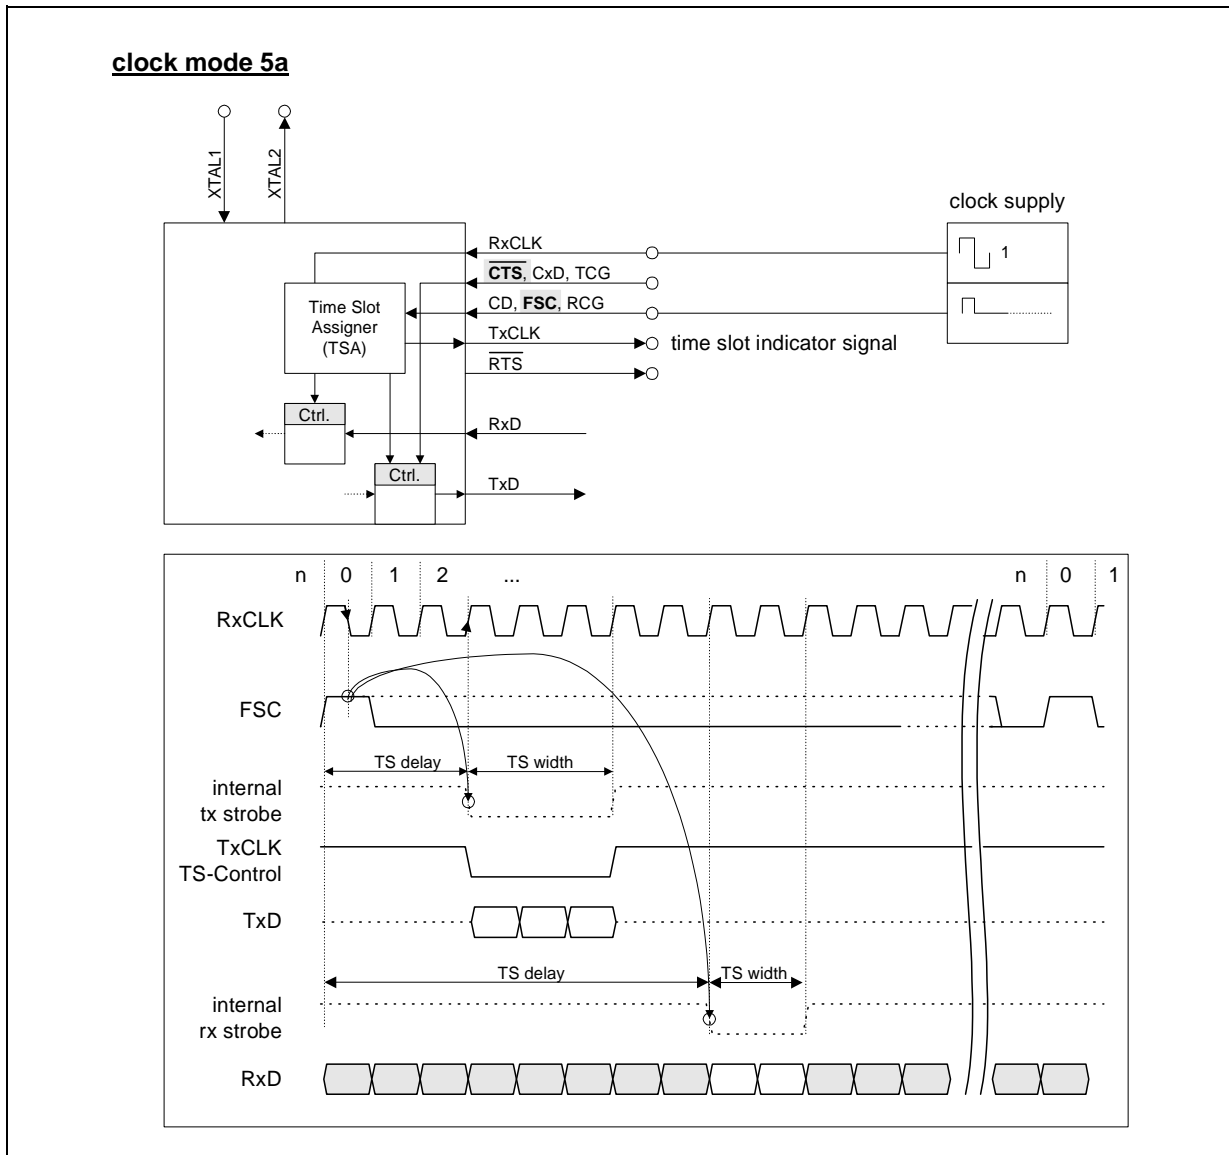 clock mode 5a
XTAL1
XTAL2
clock supply
RxCLK
1
CTS, CxD, TCG
CD, FSC, RCG
Time Slot
Assigner
(TSA)
TxCLK
time slot indicator signal
RTS
Ctrl.
RxD
Ctrl.
TxD
n 0 1 2 ... n 0 1
RxCLK
FSC
TS delay TS width
internal
tx strobe
TxCLK
TS-Control
TxD
TS delay TS width
internal
rx strobe
RxD